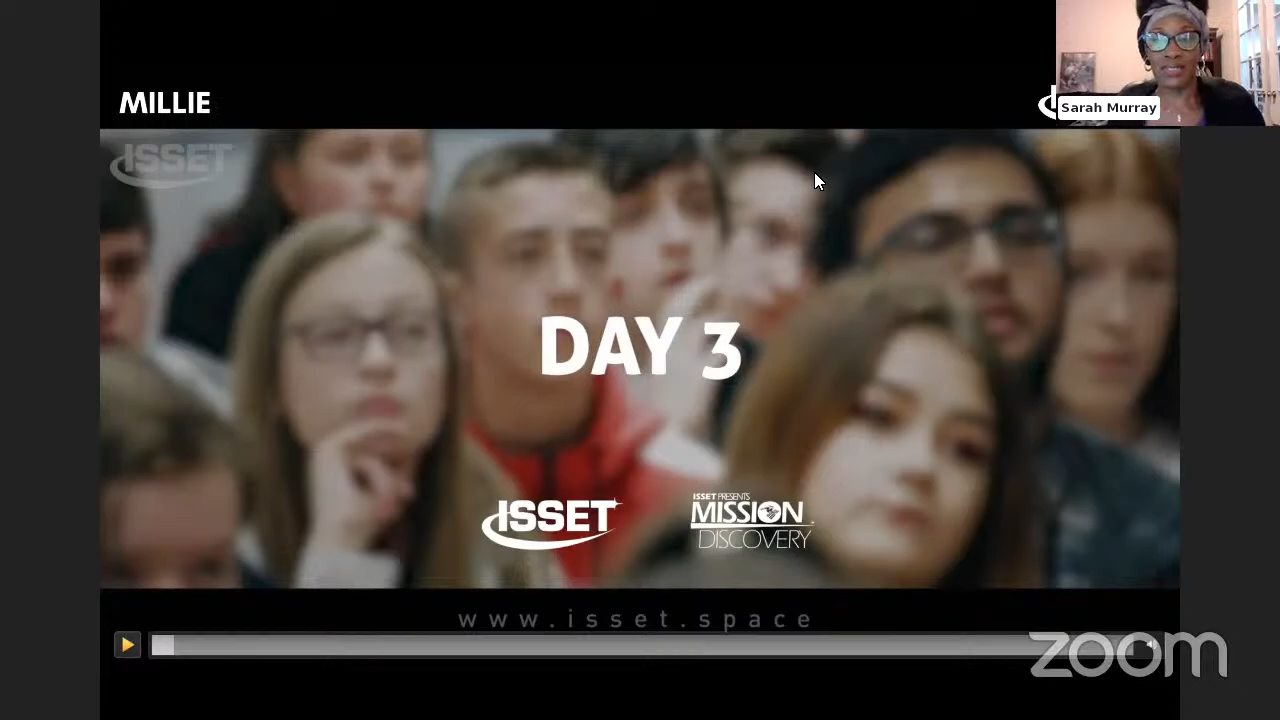 MILLIE
Sarah Murray
ISSET
DAY 3
ISSET
ISSET PRESENTS
MISSION
DISCOVERY
www.isset.space
zoom